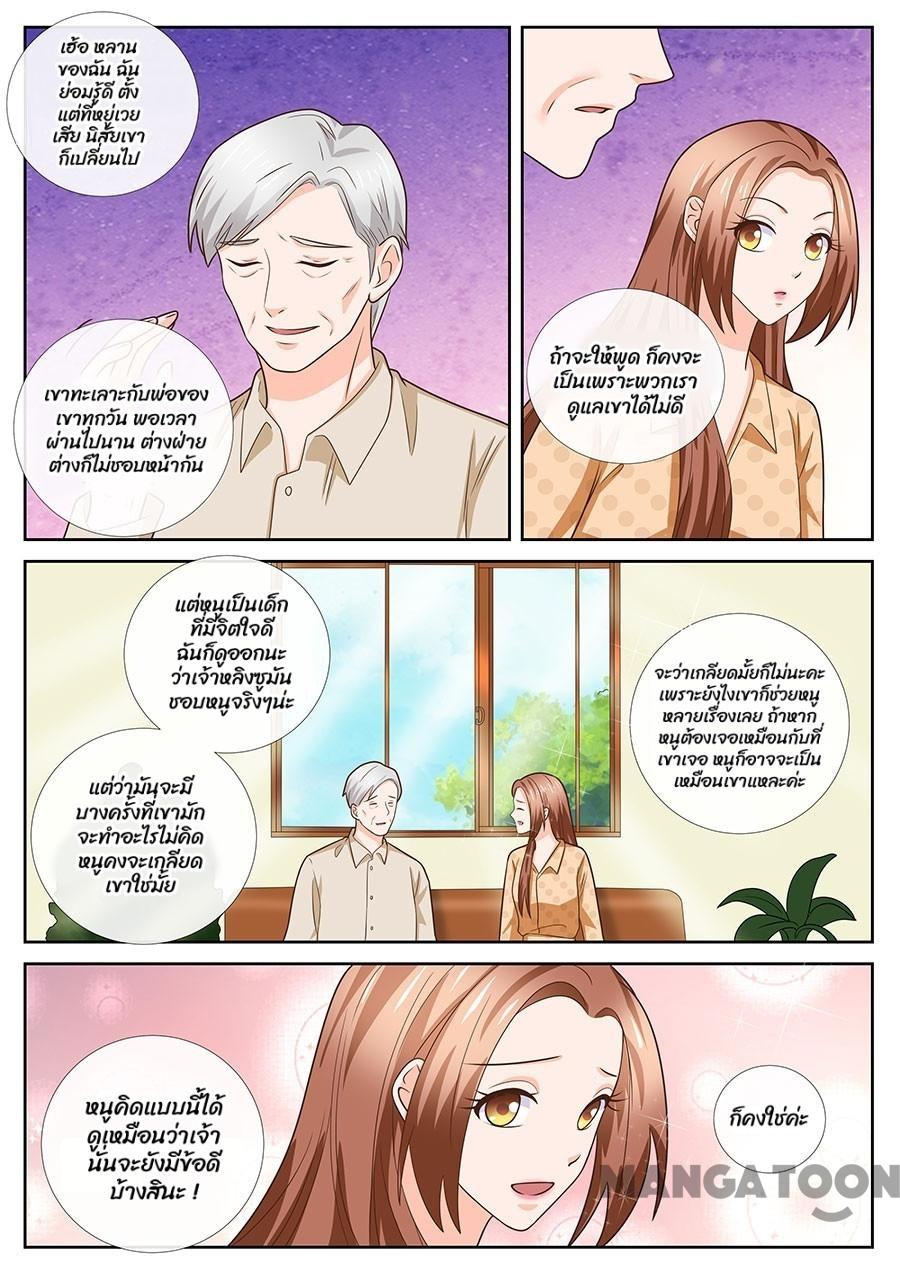 เฮ้อ หลาน
ของฉัน ฉัน
ย่อมรู้ดี ตั้ง
แต่ที่หยู่เวย
เสีย นิสัยเขา
ก็เปลี่ยนไป
เขาทะเลาะกับพ่อของ
เขาทุกวัน พอเวลา
ผ่านไปนาน ต่างฝ่าย
ต่างก็ไม่ชอบหน้ากัน
ถ้าจะให้พูด ก็คงจะ
เป็นเพราะพวกเรา
ดูแลเขาได้ไม่ดี
แต่หนูเป็นเด็ก
ที่มีจิตใจดี
ฉันก็ดูออกนะ
ว่าเจ้าหลิงซูมัน
ชอบหนูจริงๆน่ะ
แต่ว่ามันจะมี
บางครั้งที่เขามัก
จะทำอะไรไม่คิด
หนูคงจะเกลียด
เขาใช่มั้ย
จะว่าเกลียดมั้ยก็ไม่นะคะ
เพราะยังไงเขาก็ช่วยหนู
หลายเรื่องเลย ถ้าหาก
หนูต้องเจอเหมือนกับที่
เขาเจอ หนูก็อาจจะเป็น
เหมือนเขาแหละค่ะ
หนูคิดแบบนี้ได้
ดูเหมือนว่าเจ้า
นั่นจะยังมีข้อดี
บ้างสินะ !
ก็คงใช่ค่ะ
MANGATOON